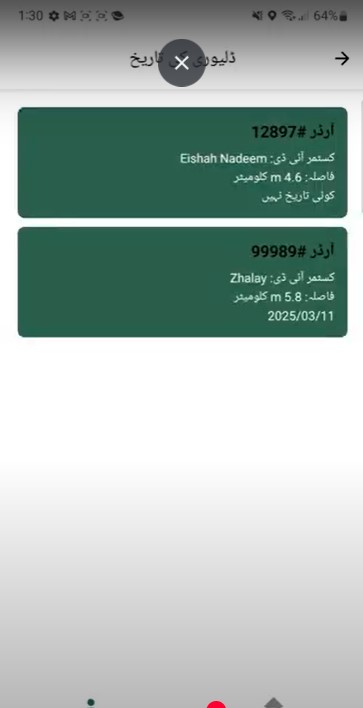 1:30
64%
ڈلیوری کی تاریخ
آرڈر #12897
کسٹمر آئی ڈی: Eishah Nadeem
فاصلہ: 4.6 m کلومیٹر
کوئی تاریخ نہیں
آرڈر #99989
کسٹمر آئی ڈی: Zhalay
فاصلہ: 5.8 m کلومیٹر
2025/03/11